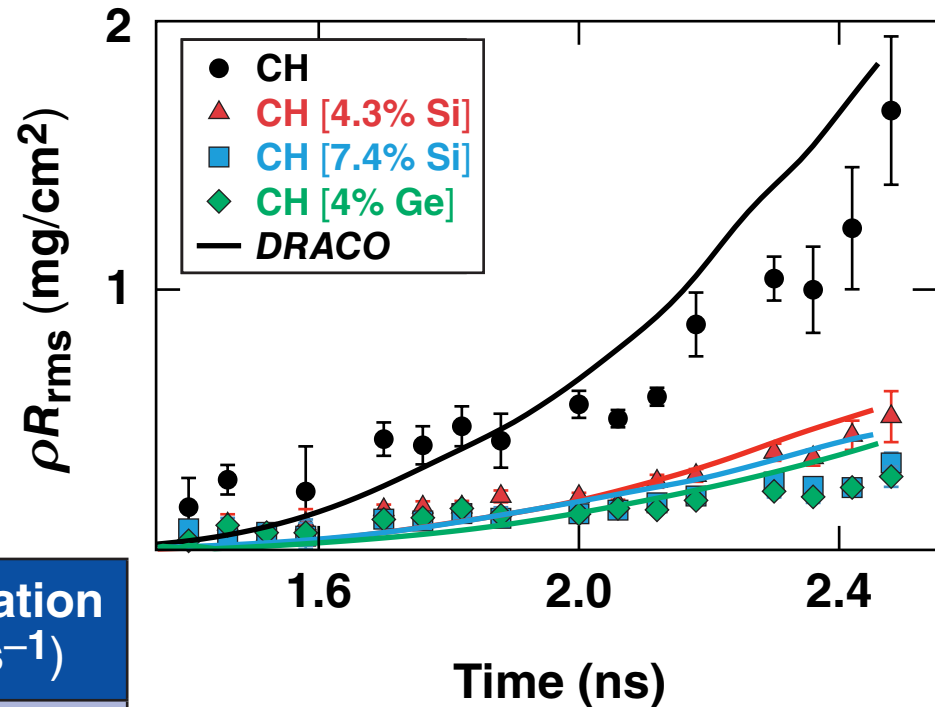 2
CH
CH [4.3% Si]
CH [7.4% Si]
CH [4% Ge]
DRACO
1
ρRrms (mg/cm²)
1.6 2.0 2.4
Time (ns)